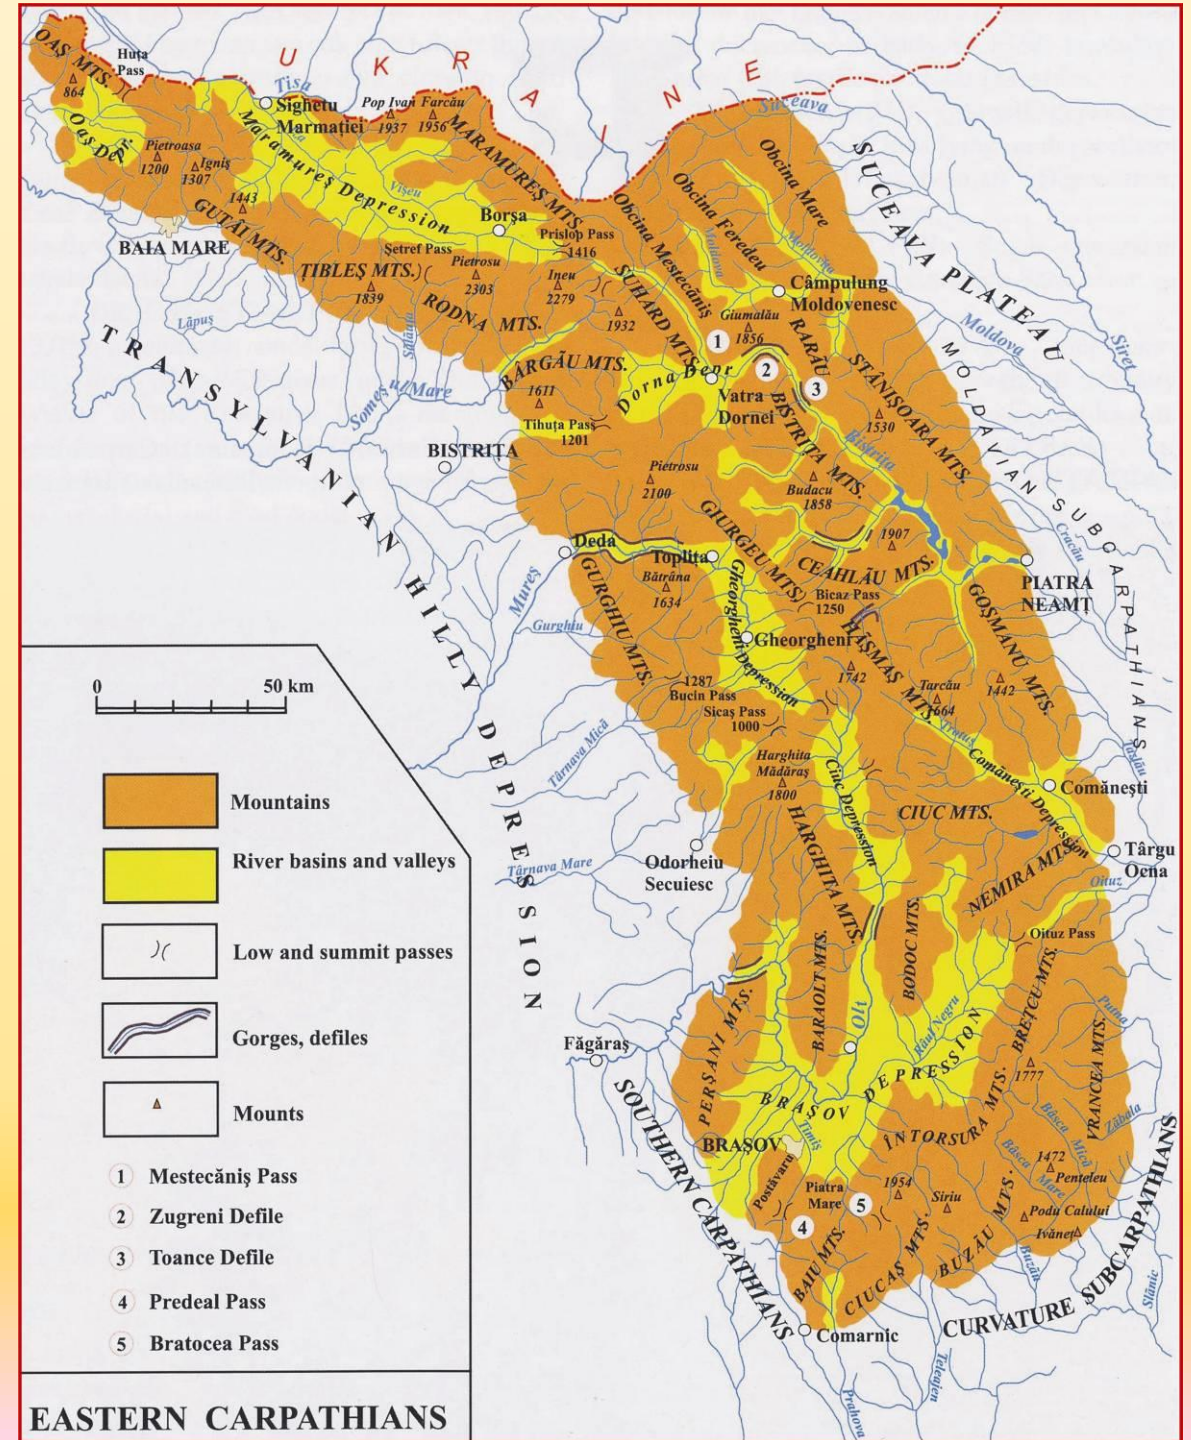 U K R A I N E
OAŞ MTS.
864
Huţa
Pass
Oaş Depr.
Tisa
Sighetu
Marmaţiei
Pop Ivan
1937
Farcău
1956
MARAMUREŞ MTS.
Pietroasa
1200
Igniş
1307
1443
GUTÂI MTS.
BAIA MARE
Maramureş Depression
Vişeu
Borşa
Prislop Pass
1416
Şetref Pass
ŢIBLEŞ MTS.
1839
Pietrosu
2303
RODNA MTS.
Ineu
2279
1932
SUHARD MTS.
Obcina Mestecăniş
Obcina Feredeu
Obcina Mare
Suceava
Moldova
Moldoviţa
SUCEAVA PLATEAU
Siret
Moldova
Câmpulung
Moldovenesc
Giumalău
1856
RARĂU
1
2
3
Lăpuş
Sălăuţa
Someşul Mare
BÂRGĂU MTS.
1611
Tihuţa Pass
1201
Dorna Depr
Vatra
Dornei
BISTRIŢA MTS.
Bistriţa
STÂNIŞOARA MTS.
1530
MOLDAVIAN SUBCARPATHIANS
BISTRIŢA
TRANSYLVANIAN HILLY DEPRESSION
Pietrosu
2100
Budacu
1858
1907
GIURGEU MTS.
CEAHLĂU MTS.
Bicaz Pass
1250
Deda
Topliţa
Mureş
Bătrâna
1634
Gurghiu
GURGHIU MTS.
Gheorgheni Depression
Gheorgheni
HĂŞMAŞ MTS.
1742
PIATRA
NEAMŢ
Cracău
GOŞMANU MTS.
1442
Tarcău
1664
Trotuş
1287
Bucin Pass
Sicaş Pass
1000
Târnava Mică
Harghita
Mădăraş
1800
Ciuc Depression
HARGHITA MTS.
CIUC MTS.
Comăneşti Depression
Comăneşti
Tazlău
Târgu
Ocna
NEMIRA MTS.
Oituz
Oituz Pass
Odorheiu
Secuiesc
Târnava Mare
BODOC MTS.
BARAOLT MTS.
Olt
Râul Negru
BREŢCU MTS.
1777
Putna
VRANCEA MTS.
Zăbala
PERŞANI MTS.
Făgăraş
BRAŞOV DEPRESSION
BRAŞOV
Timiş
ÎNTORSURA MTS.
Bâsca Mică
Bâsca Mare
1472
Penteleu
Podu Calului
Ivăneţ
Postăvaru
Piatra
Mare
4
5
1954
Siriu
BAIU MTS.
CIUCAŞ MTS.
BUZĂU MTS.
Buzău
Slănic
Comarnic
SOUTHERN CARPATHIANS
CURVATURE SUBCARPATHIANS
Prahova
Teleajen
0 50 km
Mountains
River basins and valleys
Low and summit passes
Gorges, defiles
Mounts
1 Mestecăniş Pass
2 Zugreni Defile
3 Toance Defile
4 Predeal Pass
5 Bratocea Pass
EASTERN CARPATHIANS